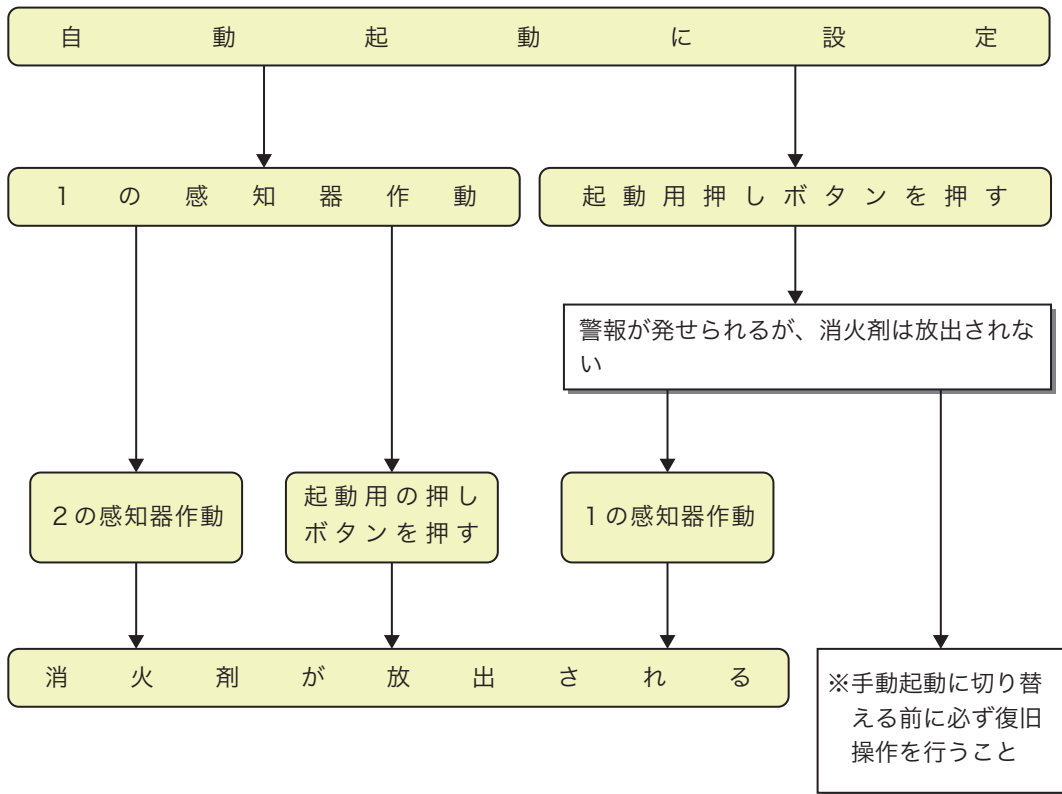 自動起動に設定
1の感知器作動
起動用押しボタンを押す
警報が発せられるが、消火剤は放出されな
い
2の感知器作動
起動用の押し
ボタンを押す
1の感知器作動
消火剤が放出される
※手動起動に切り替
える前に必ず復旧
操作を行うこと